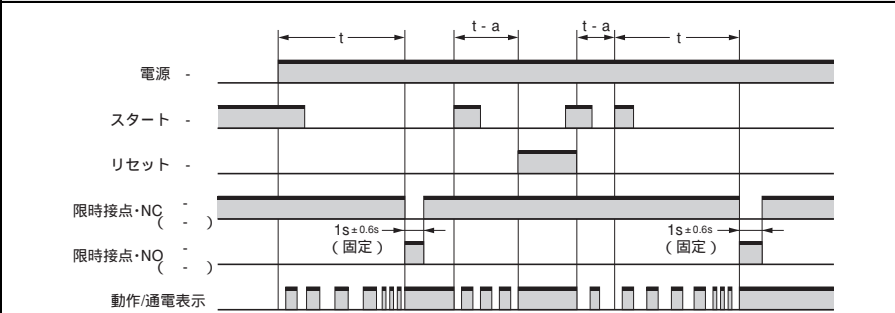 t t - a t - a t
電源 -
スタート -
リセット -
限時接点・NC -
( - )
1s±0.6s 1s±0.6s
(固定) (固定)
限時接点・NO -
( - )
動作/通電表示